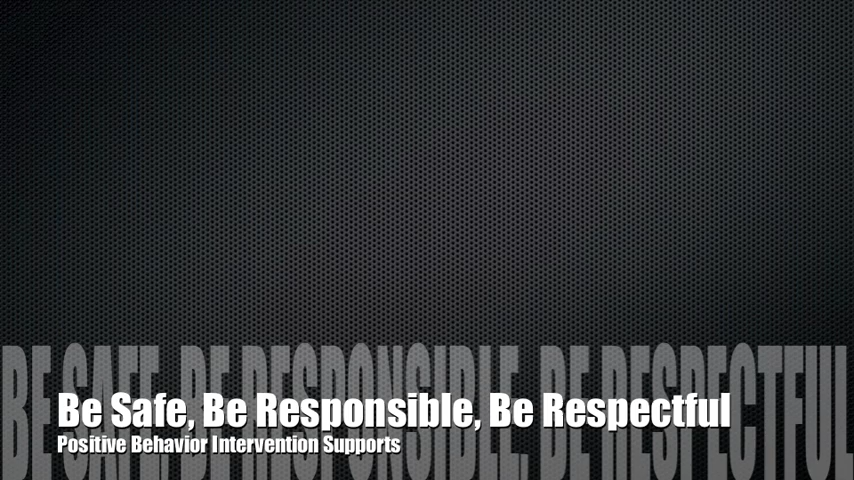 BE SAFE, BE RESPONSIBLE, BE RESPECTFUL
Be Safe, Be Responsible, Be Respectful
Positive Behavior Intervention Supports